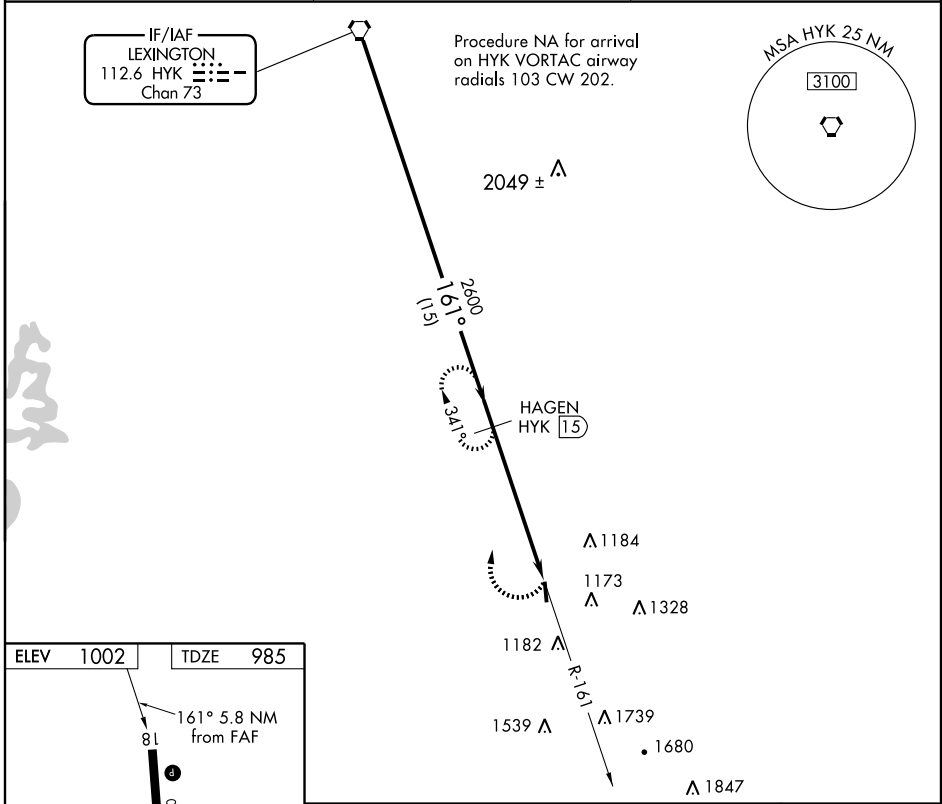 IF/IAF
LEXINGTON
112.6 HYK
Chan 73
Procedure NA for arrival
on HYK VORTAC airway
radials 103 CW 202.
MSA HYK 25 NM
3100
2049 ±
2600
161°
(15)
341°
HAGEN
HYK 15
1184
1173
1328
1182
R-161
1539
1739
1680
1847
ELEV 1002
TDZE 985
161° 5.8 NM
from FAF
18
P